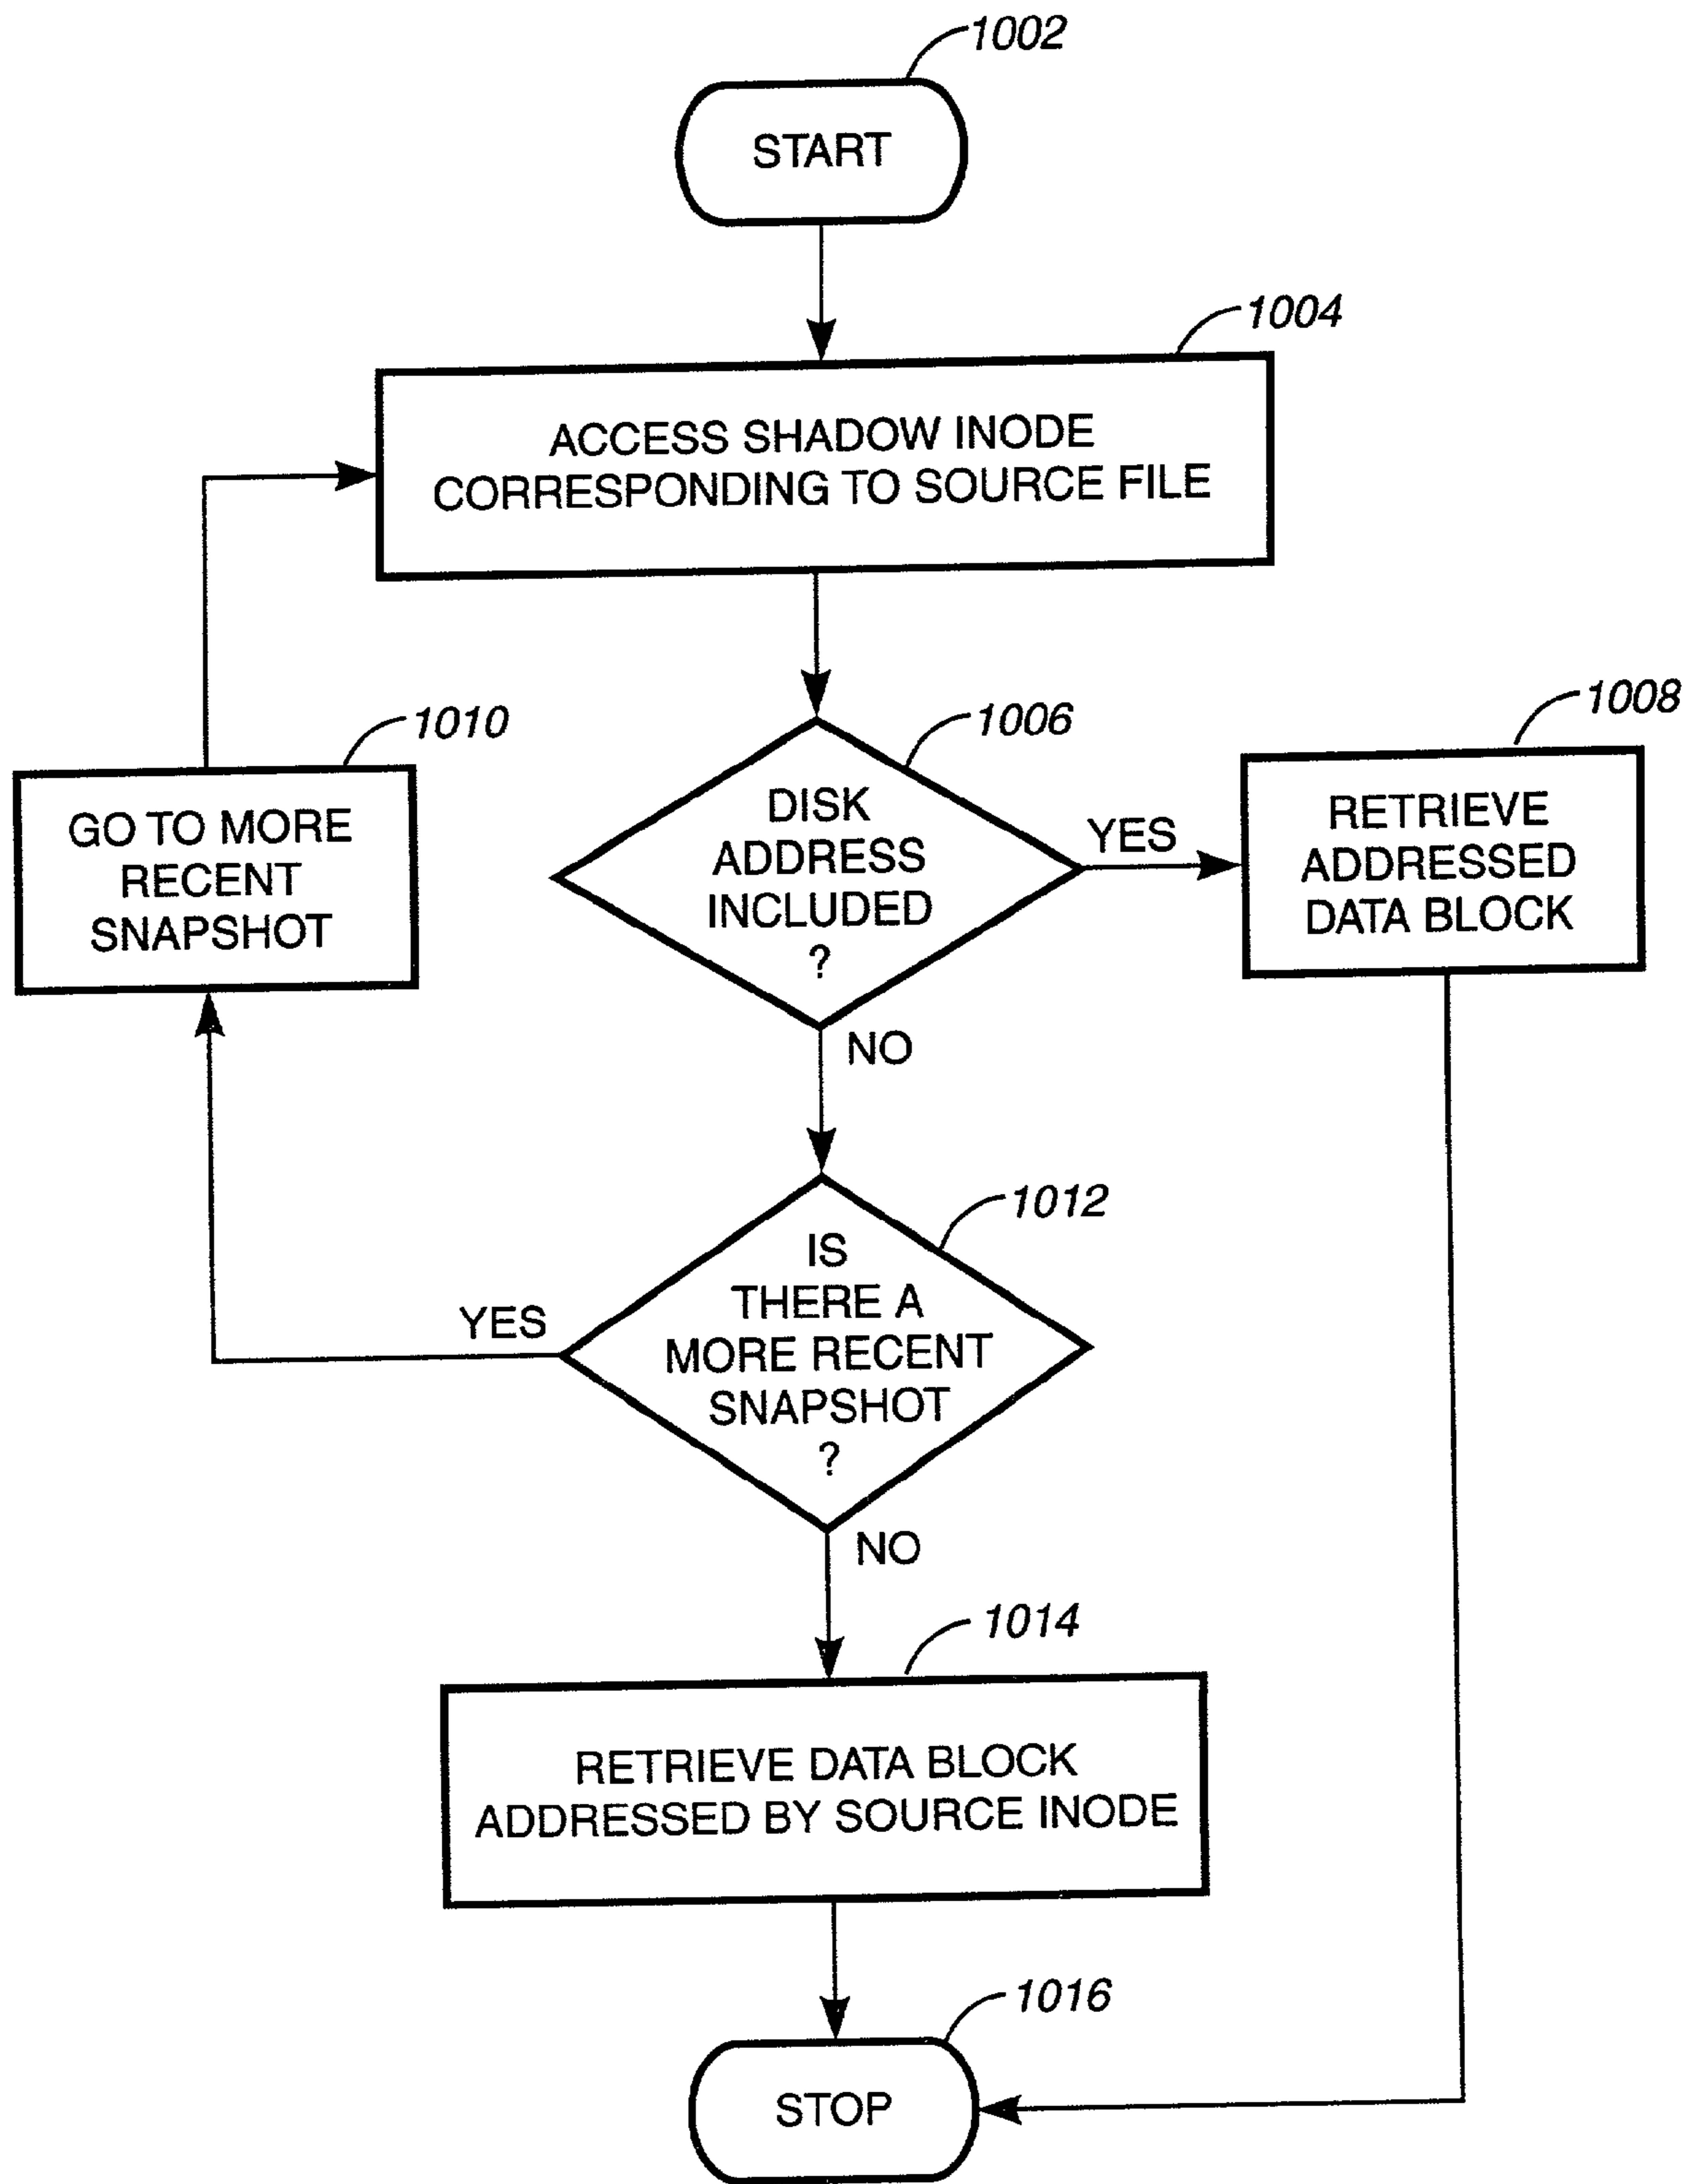 1002
START
1004
ACCESS SHADOW INODE
CORRESPONDING TO SOURCE FILE
1010
GO TO MORE
RECENT
SNAPSHOT
1006
DISK
ADDRESS
INCLUDED
?
YES
NO
1008
RETRIEVE
ADDRESSED
DATA BLOCK
1012
IS
THERE A
MORE RECENT
SNAPSHOT
?
YES
NO
1014
RETRIEVE DATA BLOCK
ADDRESSED BY SOURCE INODE
1016
STOP